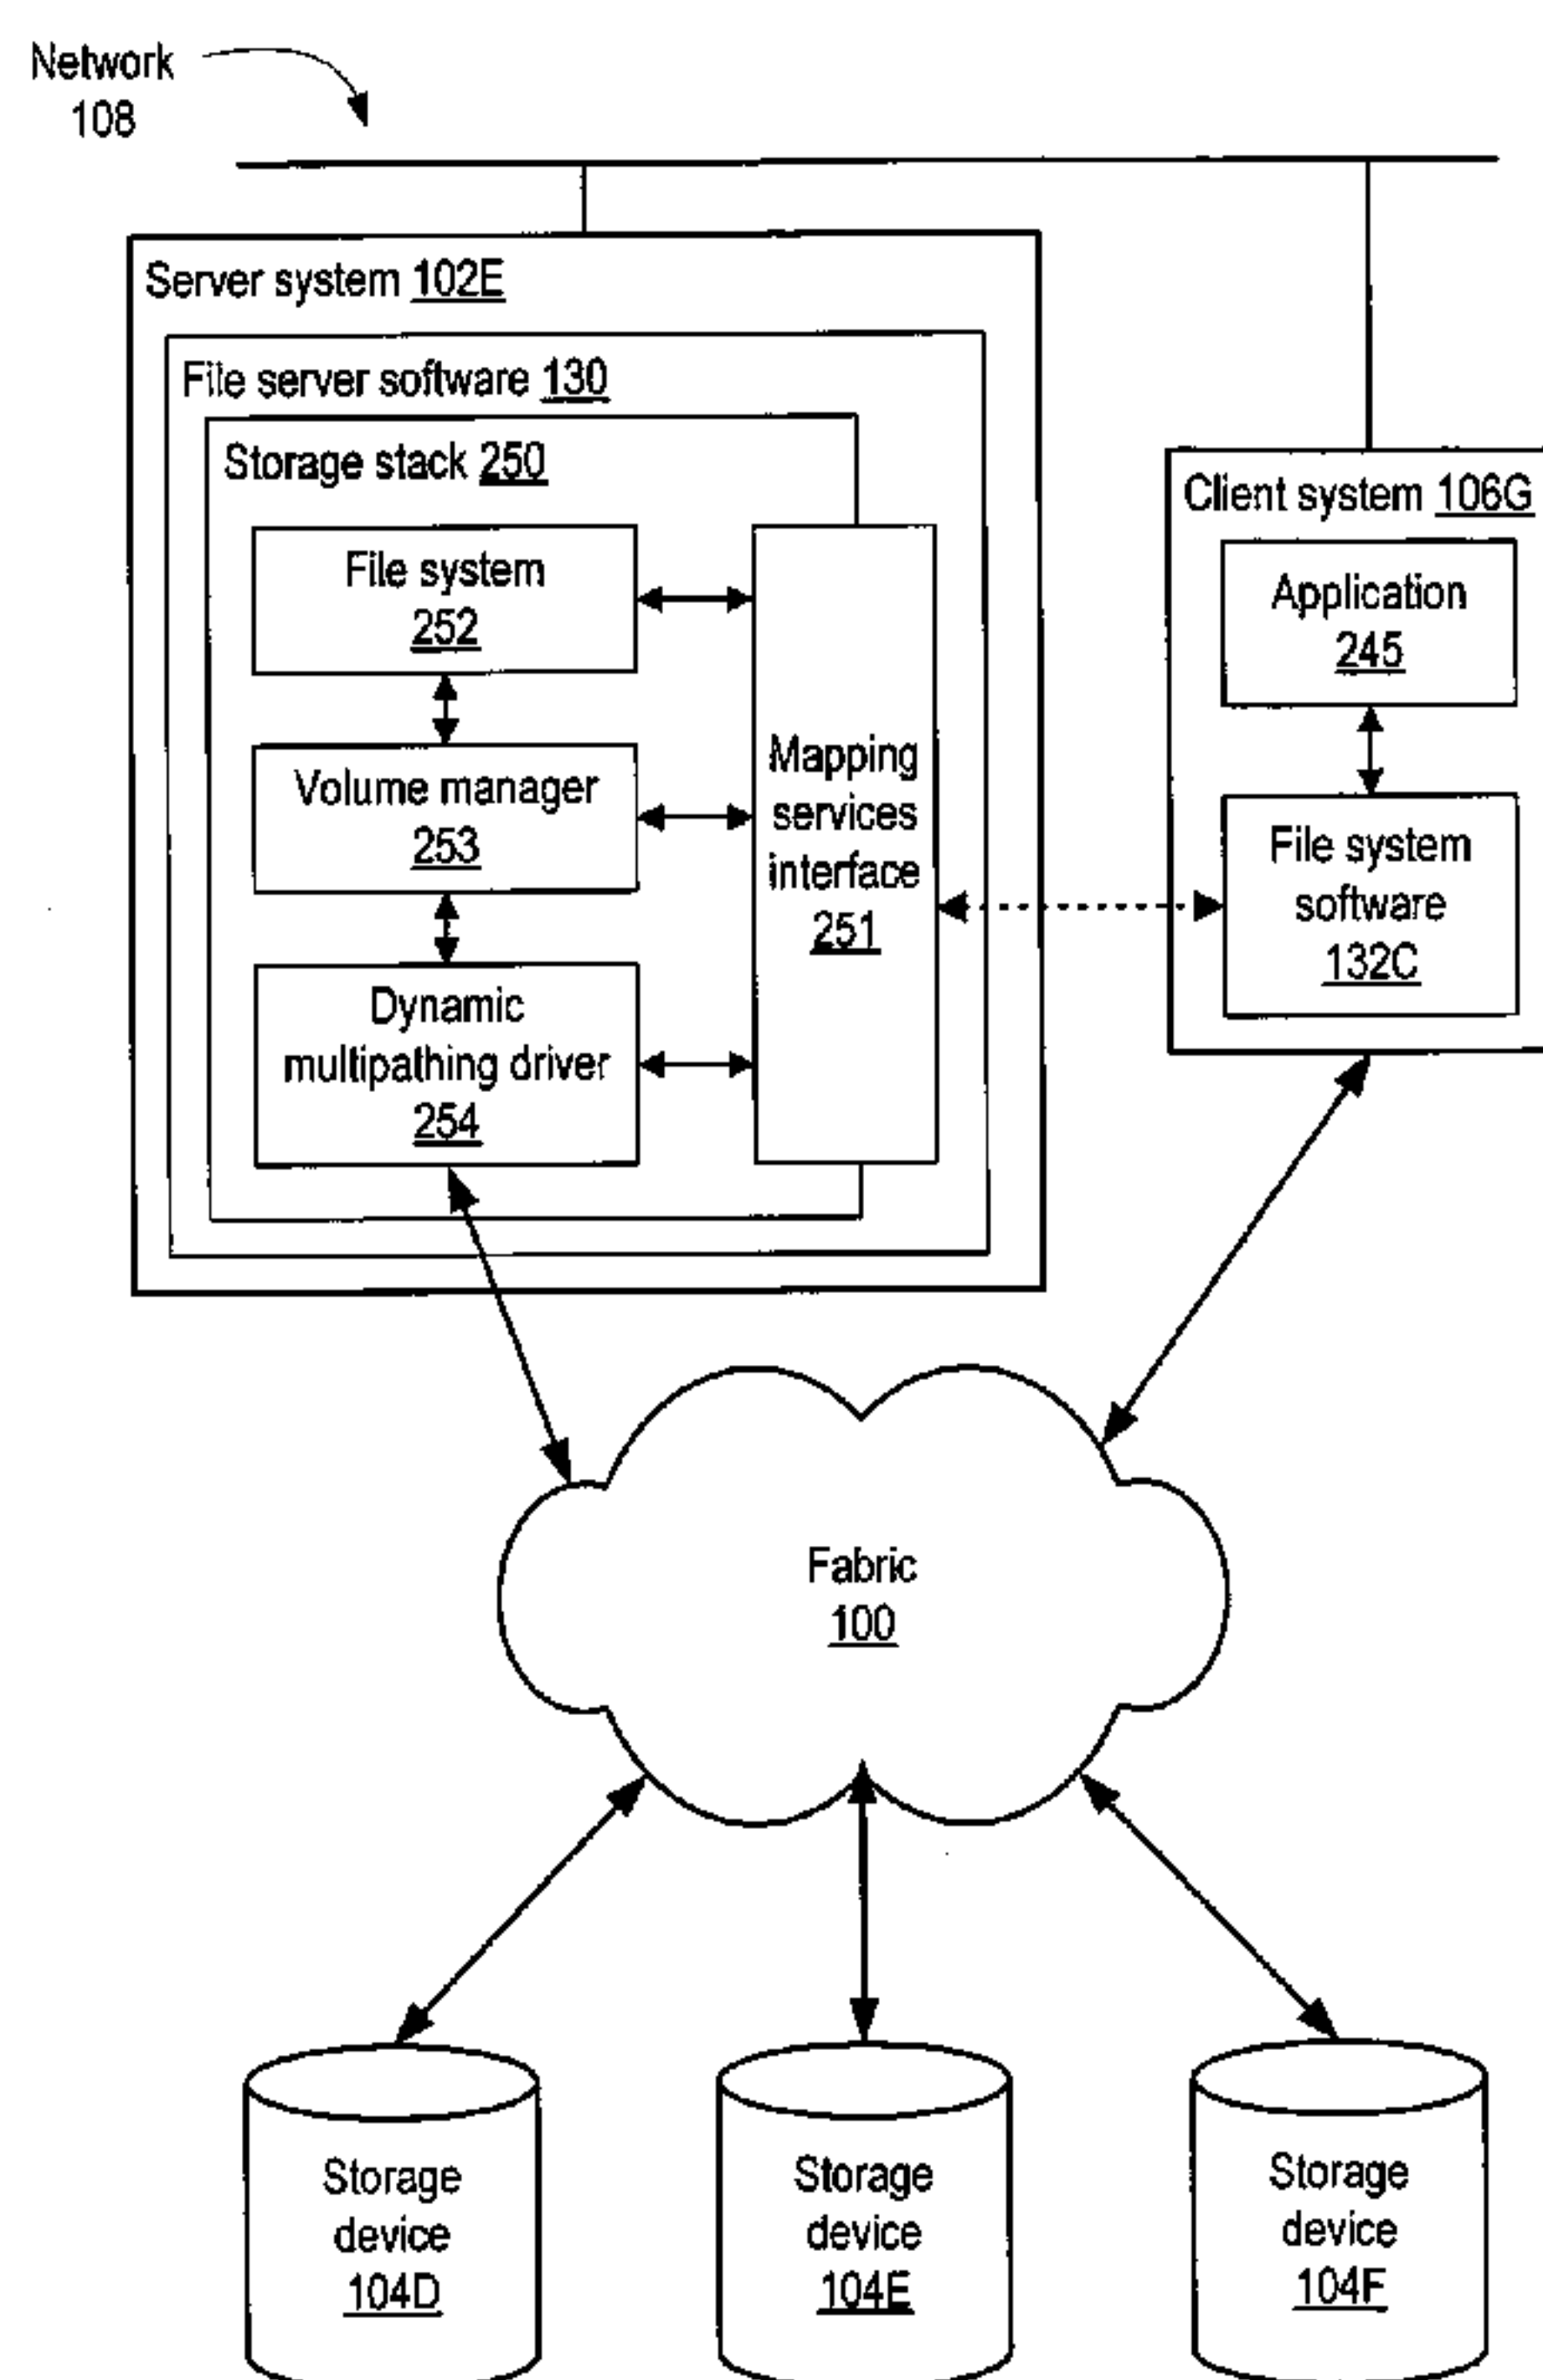 Network
108
Server system 102E
File server software 130
Storage stack 250
File system
252
Volume manager
253
Dynamic
multipathing driver
254
Mapping
services
interface
251
Client system 106G
Application
245
File system
software
132C
Fabric
100
Storage
device
104D
Storage
device
104E
Storage
device
104F